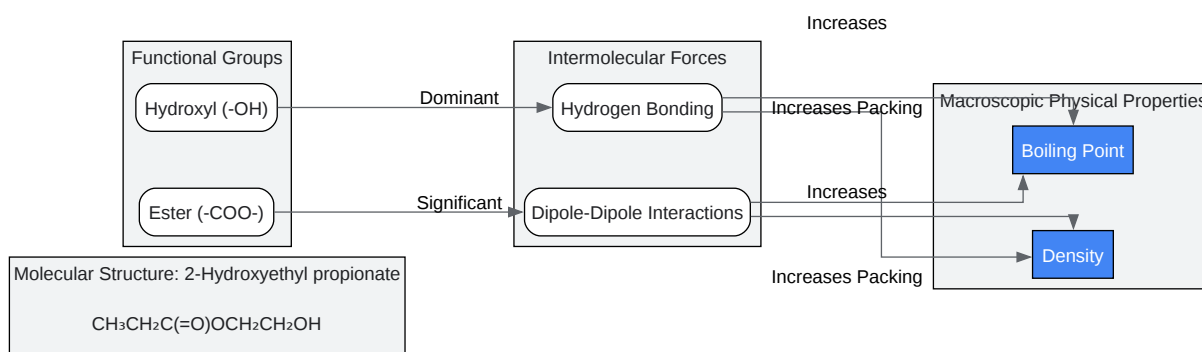 Increases
Functional Groups
Intermolecular Forces
Hydroxyl (-OH)
Dominant
Hydrogen Bonding
Increases Packing
Macroscopic Physical Properties
Boiling Point
Ester (-COO-)
Significant
Dipole-Dipole Interactions
Increases
Density
Increases Packing
Molecular Structure: 2-Hydroxyethyl propionate
CH₃CH₂C(=O)OCH₂CH₂OH